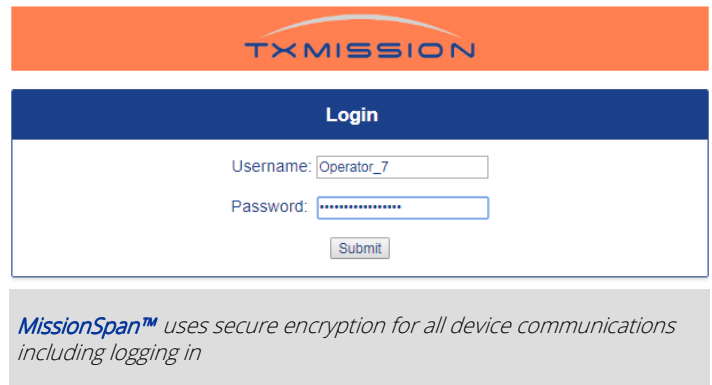 TXMISSION
Login
Username: Operator_7
Password: •••••••••••••••••
Submit
MissionSpan™ uses secure encryption for all device communications
including logging in